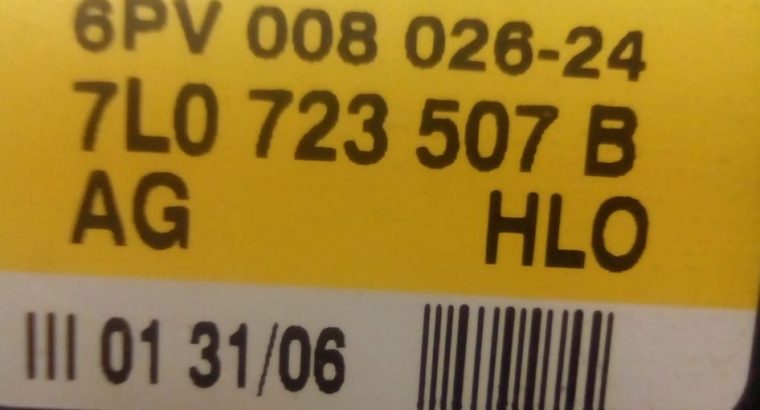 6PV 008 026-24
7L0 723 507 B
AG HLO
III 01 31/06